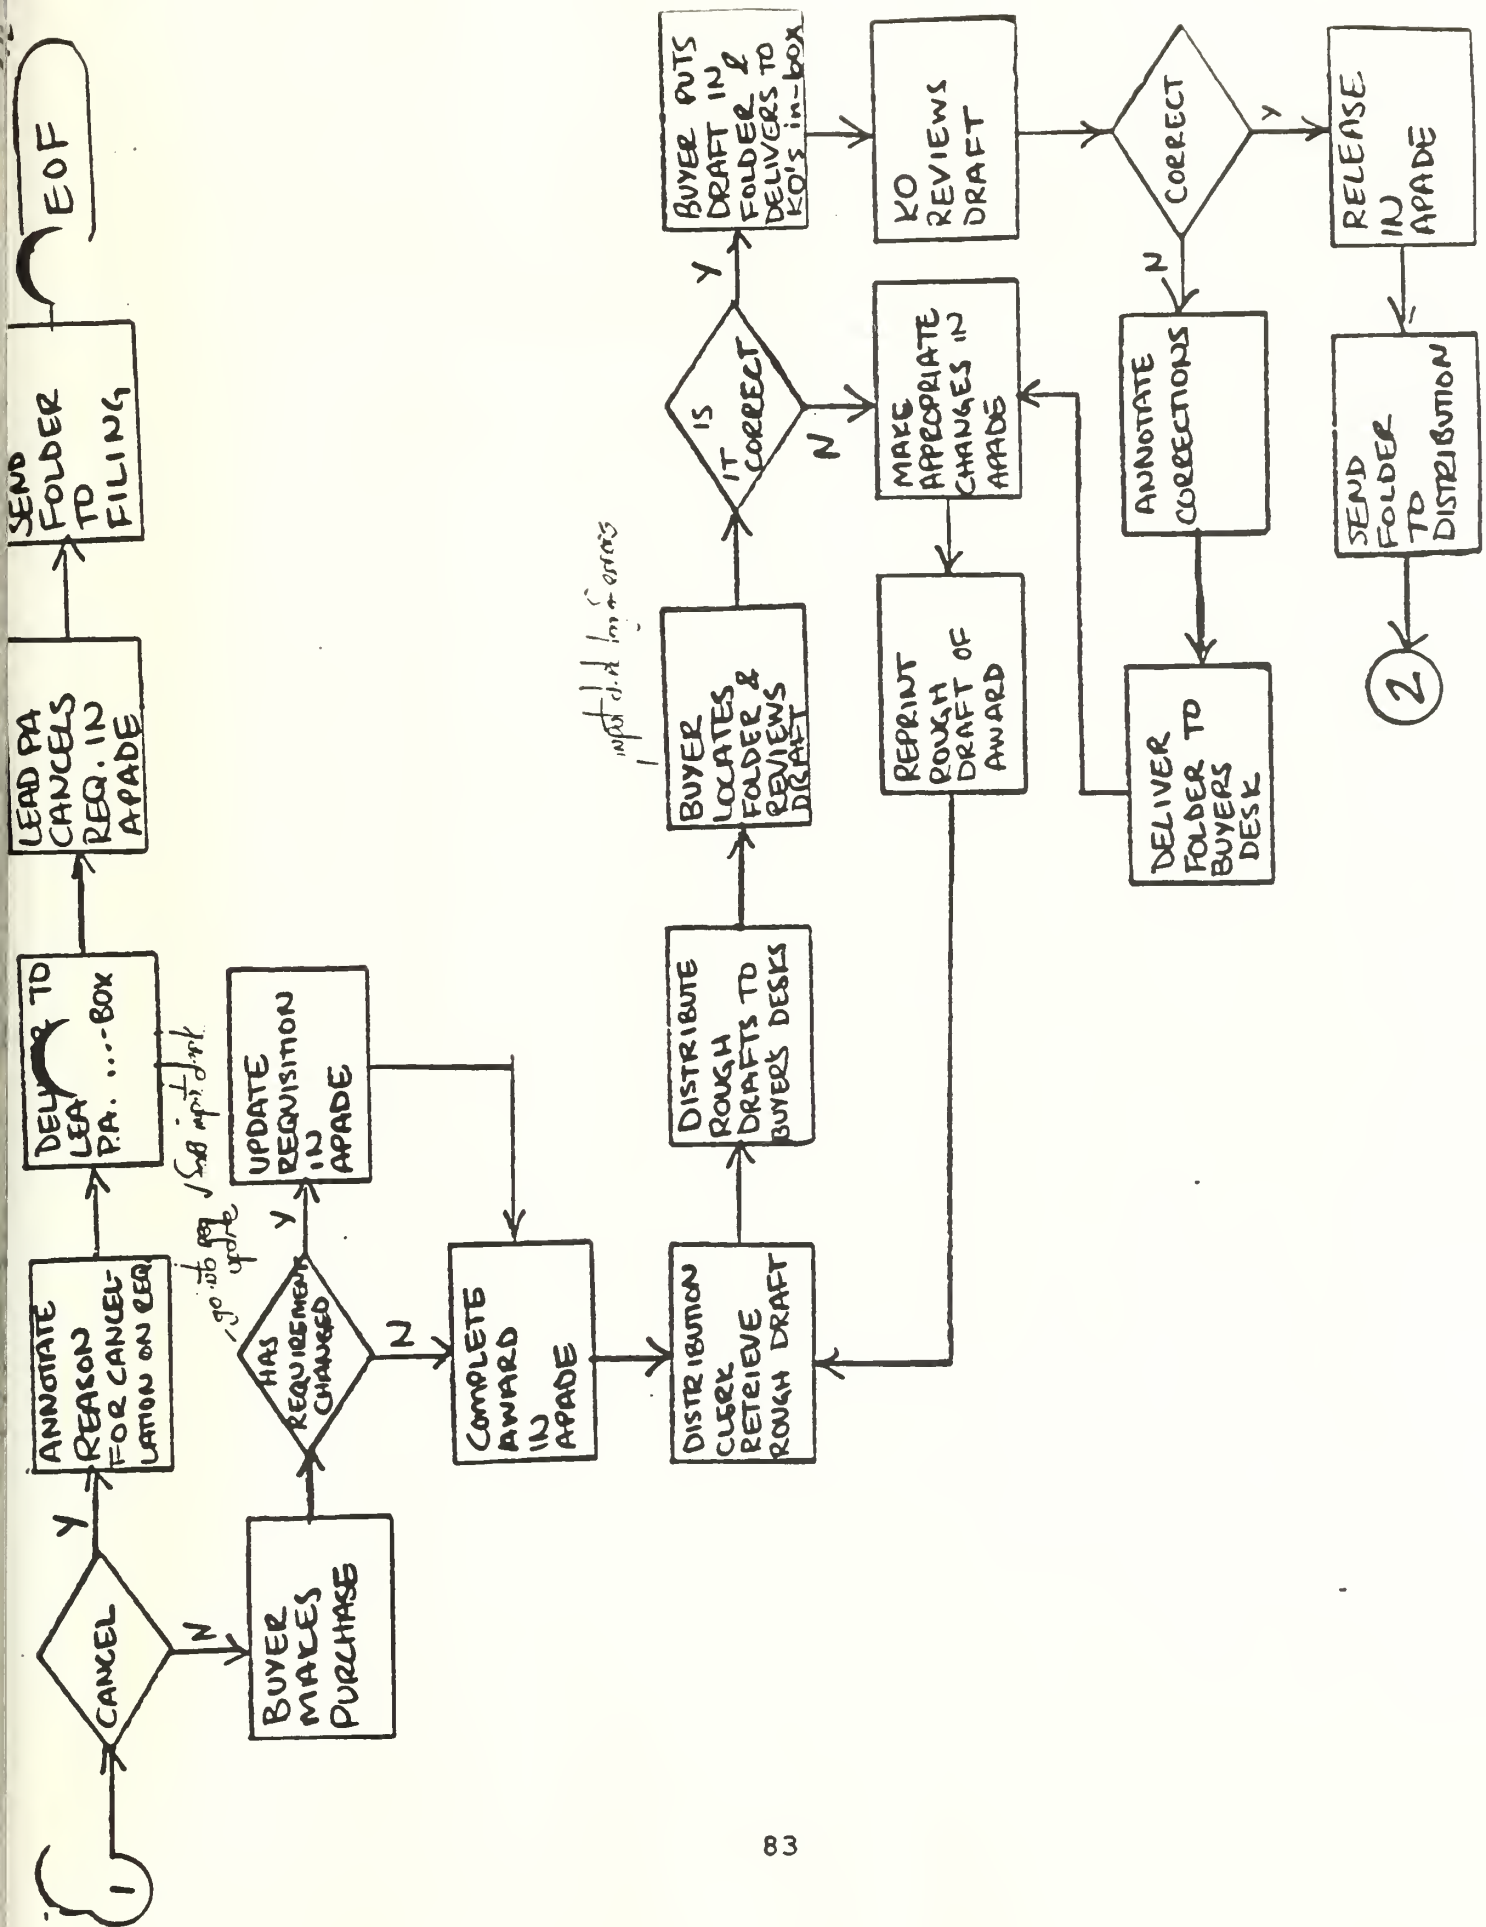 1
CANCEL
Y
N
ANNOTATE
REASON
FOR CANCEL-
LATION ON REQ.
TO
P.A. ....-BOX
LEAD PA
CANCELS
REQ. IN
APADE
SEND
FOLDER
TO
FILING
EOF
BUYER
MAKES
PURCHASE
HAS
REQUIREMENT
CHANGED
Y
N
UPDATE
REQUISITION
IN
APADE
COMPLETE
AWARD
IN
APADE
DISTRIBUTION
CLERK
RETRIEVE
ROUGH DRAFT
DISTRIBUTE
ROUGH
DRAFTS TO
BUYERS DESKS
BUYER
LOCATES
FOLDER &
REVIEWS
DRAFT
IS
IT CORRECT
Y
N
BUYER PUTS
DRAFT IN
FOLDER &
DELIVERS TO
KO'S in-box
MAKE
APPROPRIATE
CHANGES IN
APADE
REPRINT
ROUGH
DRAFT OF
AWARD
KO
REVIEWS
DRAFT
CORRECT
N
Y
ANNOTATE
CORRECTIONS
DELIVER
FOLDER TO
BUYERS
DESK
RELEASE
IN
APADE
SEND
FOLDER
TO
DISTRIBUTION
2
83